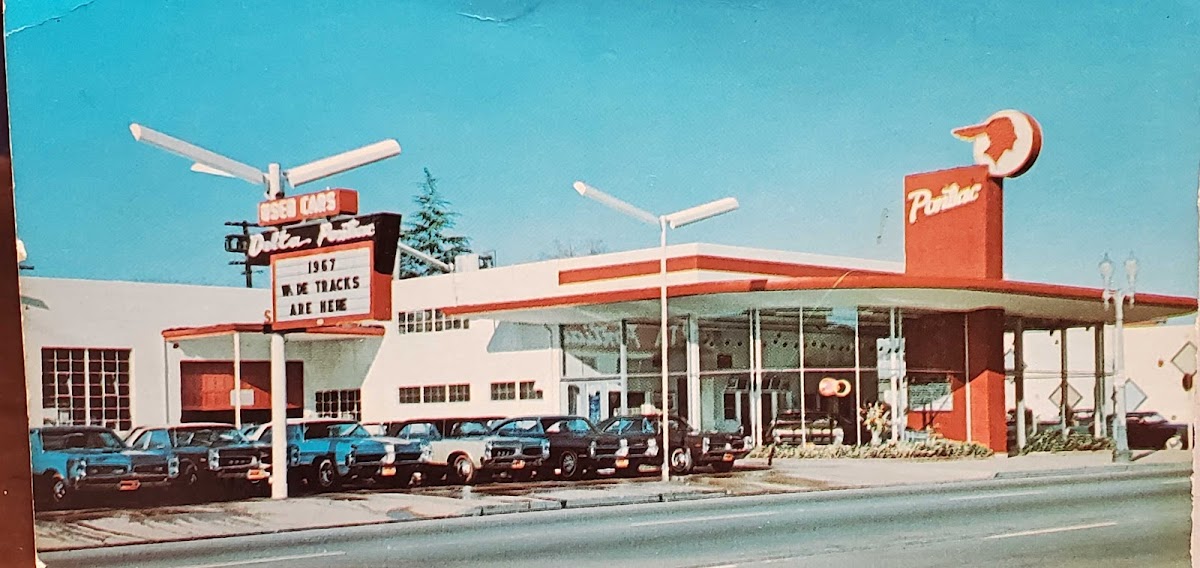 USED CARS
Delta Pontiac
1967
WIDE TRACKS
ARE HERE
Pontiac